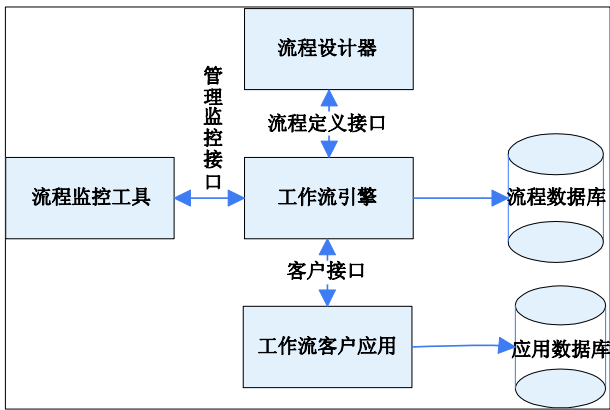 流程设计器
管理监控接口
流程定义接口
流程监控工具
工作流引擎
流程数据库
客户接口
工作流客户应用
应用数据库